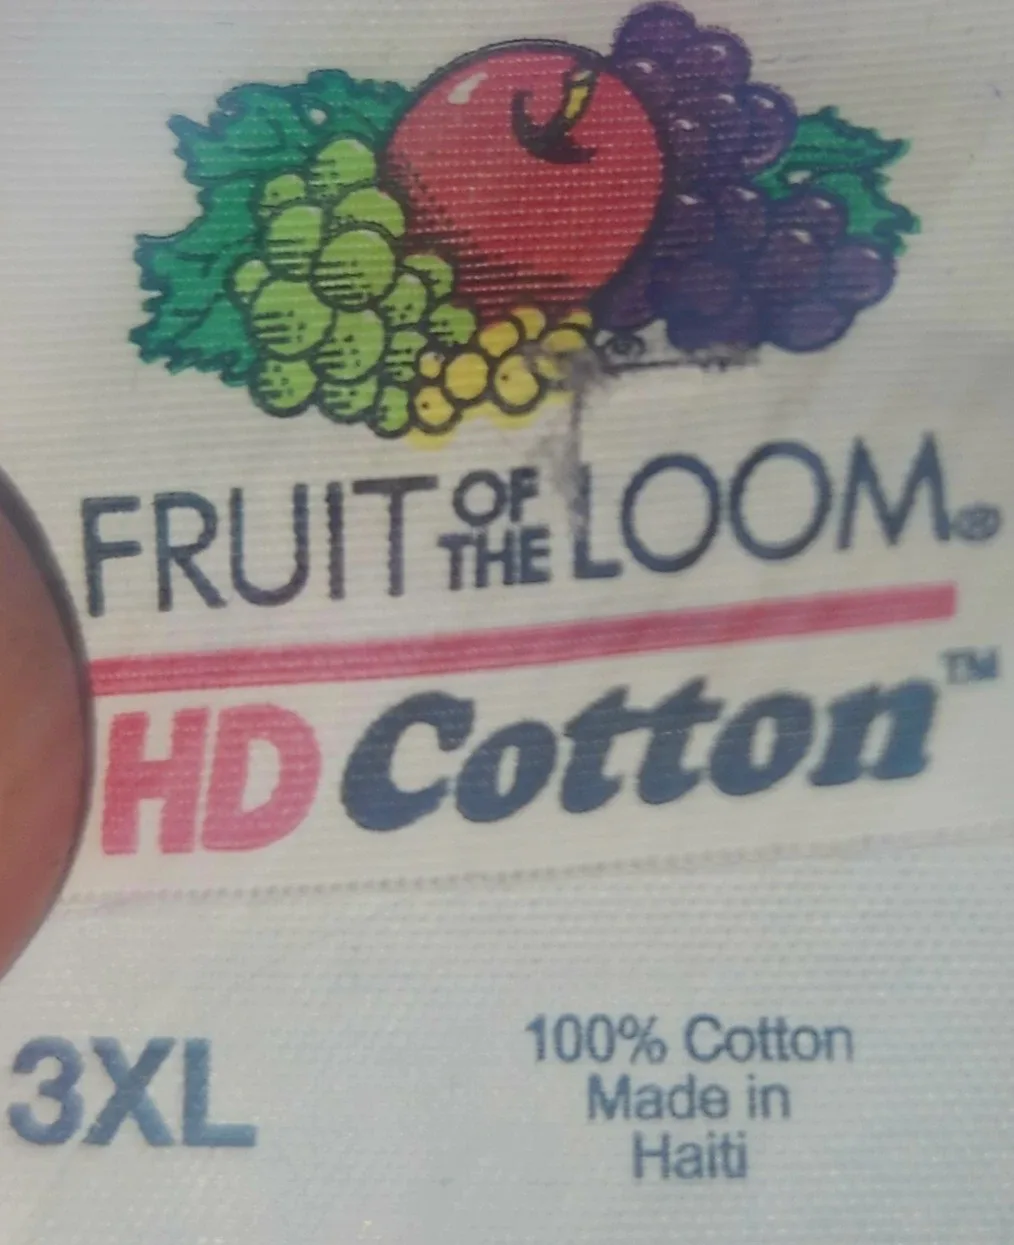 FRUIT OF THE LOOM®
HD Cotton™
3XL
100% Cotton
Made in
Haiti